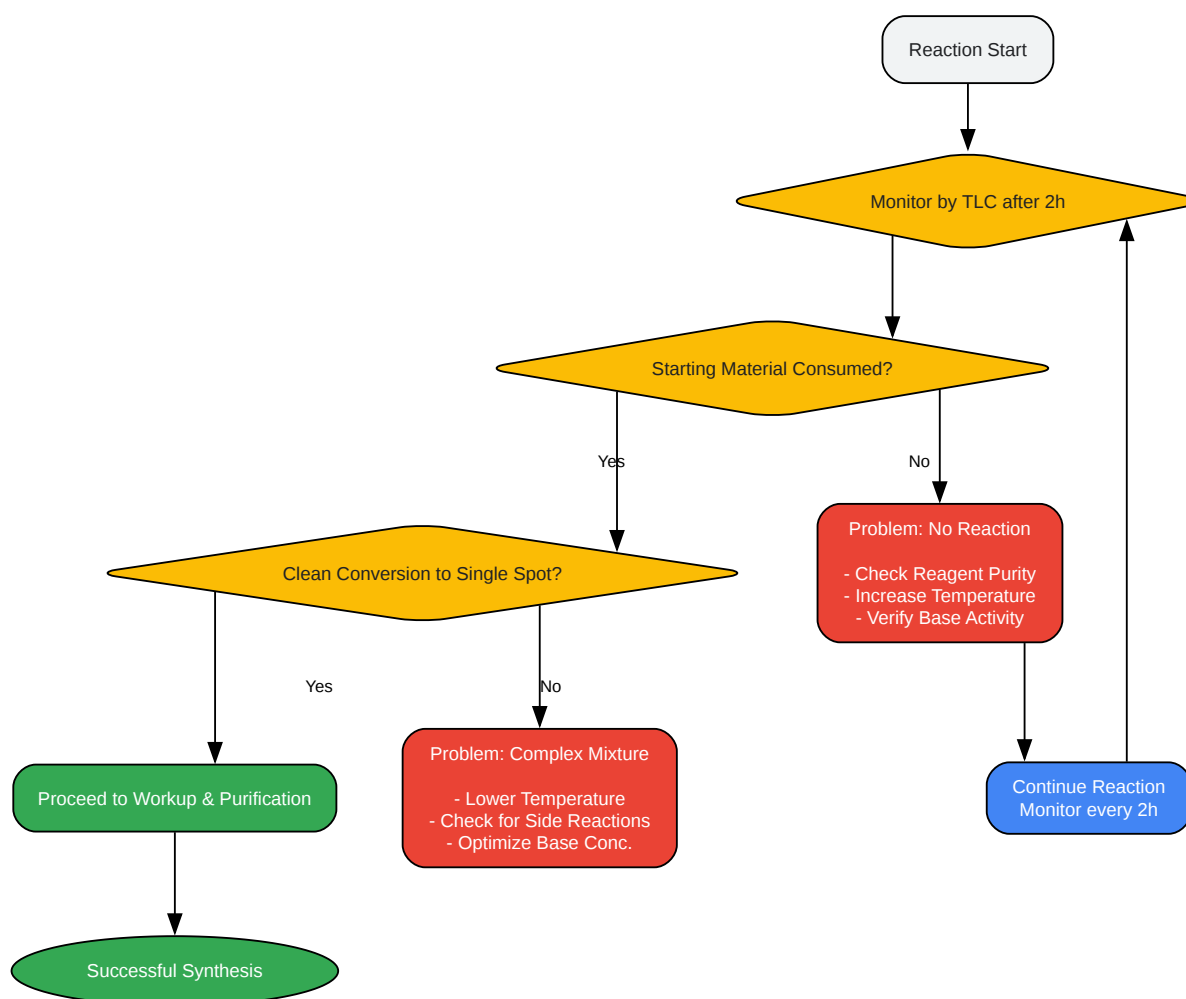 Reaction Start
Monitor by TLC after 2h
Starting Material Consumed?
Yes
No
Problem: No Reaction
- Check Reagent Purity
- Increase Temperature
- Verify Base Activity
Clean Conversion to Single Spot?
Yes
No
Problem: Complex Mixture
- Lower Temperature
- Check for Side Reactions
- Optimize Base Conc.
Proceed to Workup & Purification
Continue Reaction
Monitor every 2h
Successful Synthesis